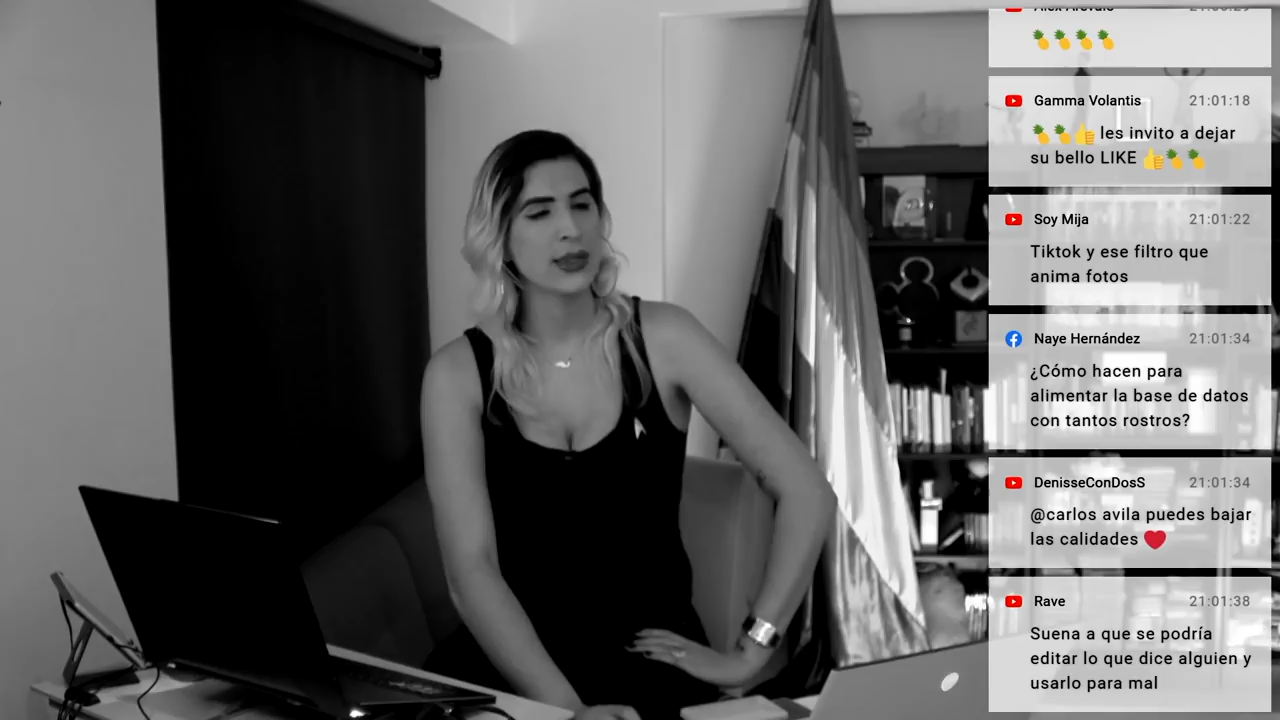 🍍🍍🍍🍍
Gamma Volantis 21:01:18
🍍🍍👍 les invito a dejar
su bello LIKE 👍🍍🍍
Soy Mija 21:01:22
Tiktok y ese filtro que
anima fotos
Naye Hernández 21:01:34
¿Cómo hacen para
alimentar la base de datos
con tantos rostros?
DenisseConDosS 21:01:34
@carlos avila puedes bajar
las calidades ❤️
Rave 21:01:38
Suena a que se podría
editar lo que dice alguien y
usarlo para mal